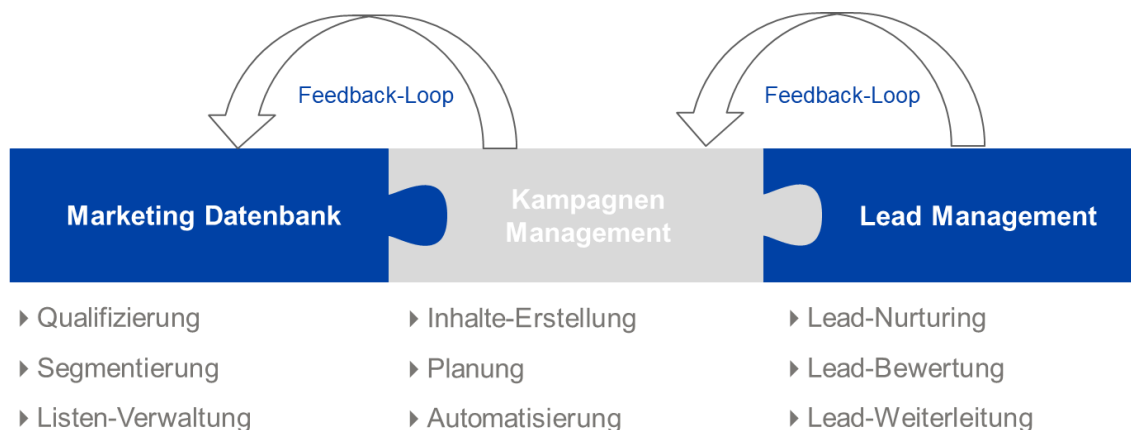 Feedback-Loop
Feedback-Loop
Marketing Datenbank
Kampagnen
Management
Lead Management
Qualifizierung
Segmentierung
Listen-Verwaltung
Inhalte-Erstellung
Planung
Automatisierung
Lead-Nurturing
Lead-Bewertung
Lead-Weiterleitung